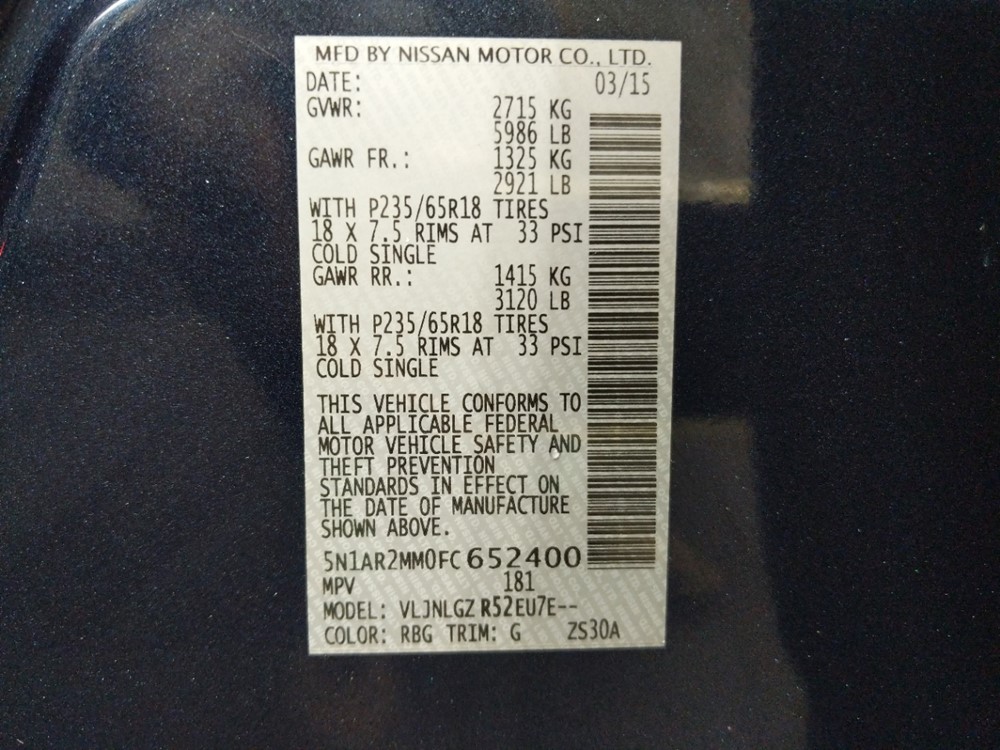 MFD BY NISSAN MOTOR CO., LTD.
DATE: 03/15
GVWR: 2715 KG
5986 LB
GAWR FR.: 1325 KG
2921 LB
WITH P235/65R18 TIRES
18 X 7.5 RIMS AT 33 PSI
COLD SINGLE
GAWR RR.: 1415 KG
3120 LB
WITH P235/65R18 TIRES
18 X 7.5 RIMS AT 33 PSI
COLD SINGLE
THIS VEHICLE CONFORMS TO
ALL APPLICABLE FEDERAL
MOTOR VEHICLE SAFETY AND
THEFT PREVENTION
STANDARDS IN EFFECT ON
THE DATE OF MANUFACTURE
SHOWN ABOVE.
5N1AR2MM0FC652400
MPV 181
MODEL: VLJNLGZ R52EU7E--
COLOR: RBG TRIM: G ZS30A